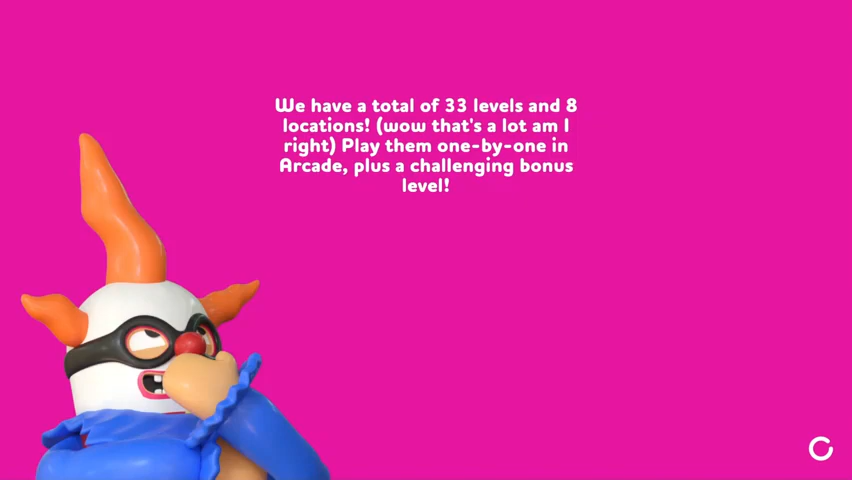 We have a total of 33 levels and 8
locations! (wow that's a lot am I
right) Play them one-by-one in
Arcade, plus a challenging bonus
level!